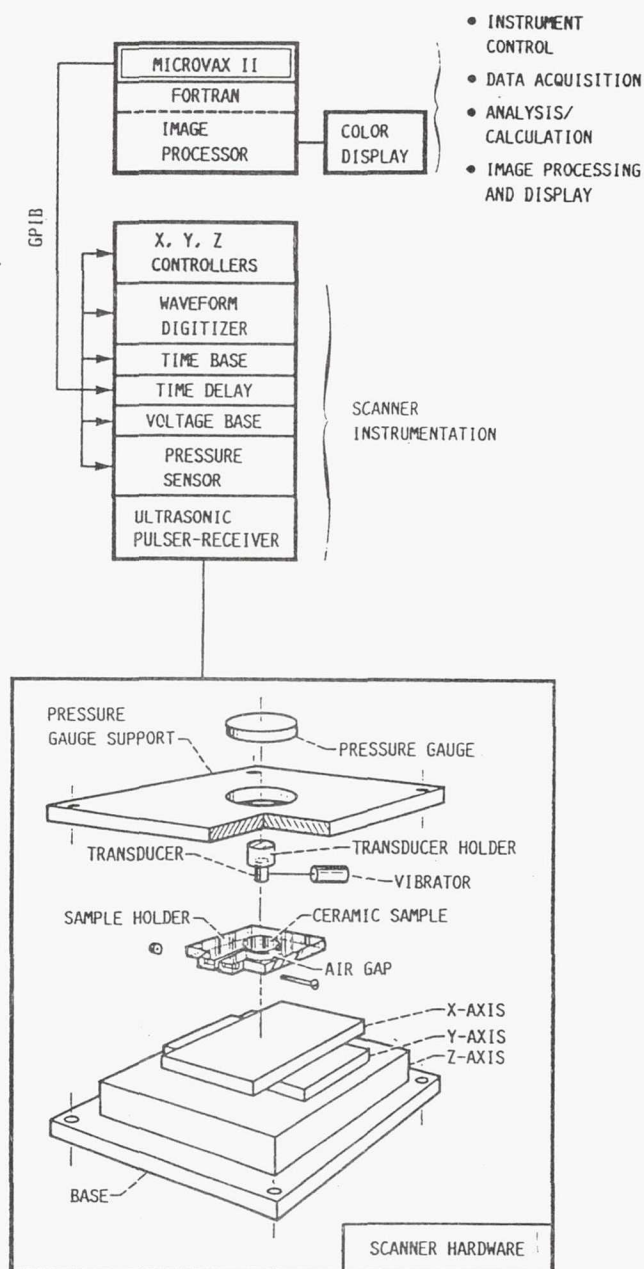 MICROVAX II
FORTRAN
IMAGE
PROCESSOR
COLOR
DISPLAY
• INSTRUMENT
CONTROL
• DATA ACQUISITION
• ANALYSIS/
CALCULATION
• IMAGE PROCESSING
AND DISPLAY
GPIB
X, Y, Z
CONTROLLERS
WAVEFORM
DIGITIZER
TIME BASE
TIME DELAY
VOLTAGE BASE
PRESSURE
SENSOR
ULTRASONIC
PULSER-RECEIVER
SCANNER
INSTRUMENTATION
PRESSURE
GAUGE SUPPORT
PRESSURE GAUGE
TRANSDUCER
TRANSDUCER HOLDER
VIBRATOR
SAMPLE HOLDER
CERAMIC SAMPLE
AIR GAP
X-AXIS
Y-AXIS
Z-AXIS
BASE
SCANNER HARDWARE